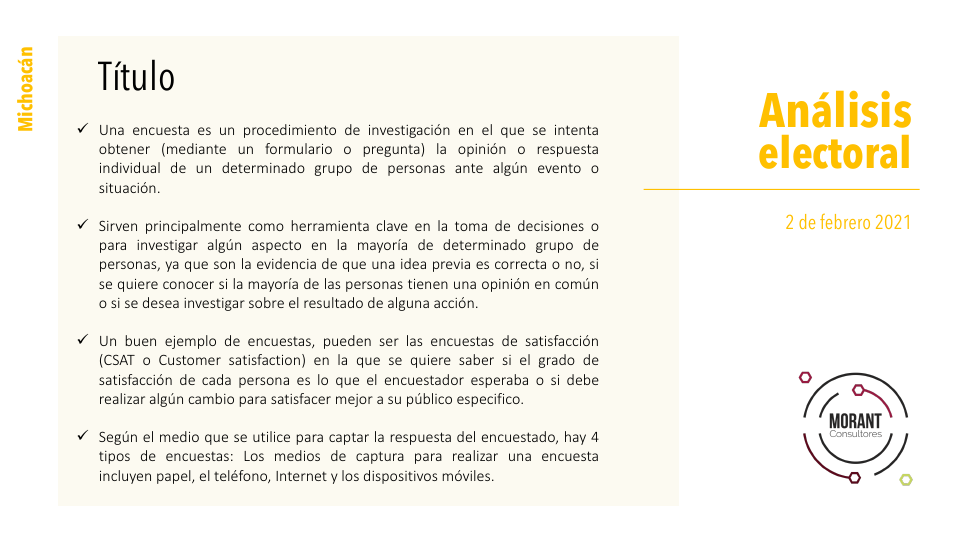 Michoacán
Título
✓ Una encuesta es un procedimiento de investigación en el que se intenta
obtener (mediante un formulario o pregunta) la opinión o respuesta
individual de un determinado grupo de personas ante algún evento o
situación.
✓ Sirven principalmente como herramienta clave en la toma de decisiones o
para investigar algún aspecto en la mayoría de determinado grupo de
personas, ya que son la evidencia de que una idea previa es correcta o no, si
se quiere conocer si la mayoría de las personas tienen una opinión en común
o si se desea investigar sobre el resultado de alguna acción.
✓ Un buen ejemplo de encuestas, pueden ser las encuestas de satisfacción
(CSAT o Customer satisfaction) en la que se quiere saber si el grado de
satisfacción de cada persona es lo que el encuestador esperaba o si debe
realizar algún cambio para satisfacer mejor a su público especifico.
✓ Según el medio que se utilice para captar la respuesta del encuestado, hay 4
tipos de encuestas: Los medios de captura para realizar una encuesta
incluyen papel, el teléfono, Internet y los dispositivos móviles.
Análisis
electoral
2 de febrero 2021
MORANT
Consultores